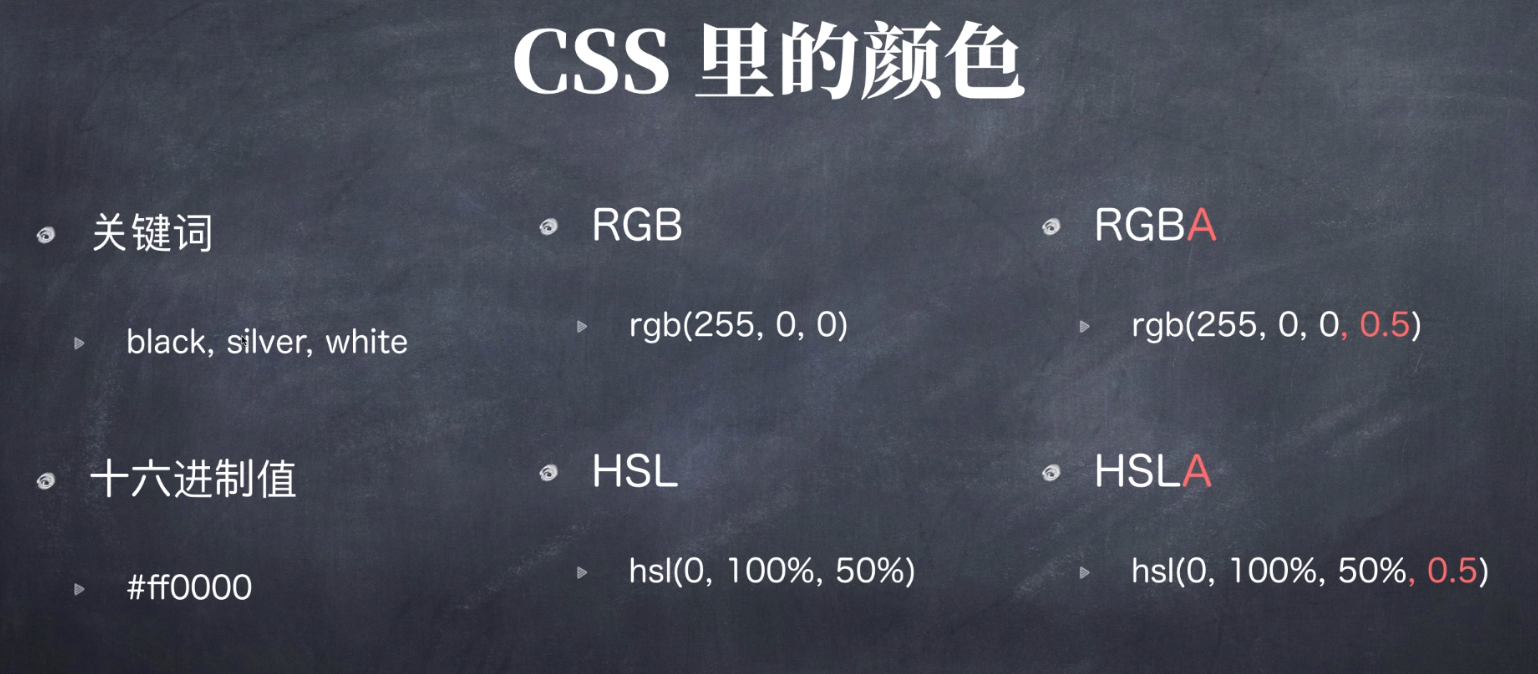 CSS 里的颜色
关键词
black, silver, white
十六进制值
#ff0000
RGB
rgb(255, 0, 0)
HSL
hsl(0, 100%, 50%)
RGBA
rgb(255, 0, 0, 0.5)
HSLA
hsl(0, 100%, 50%, 0.5)